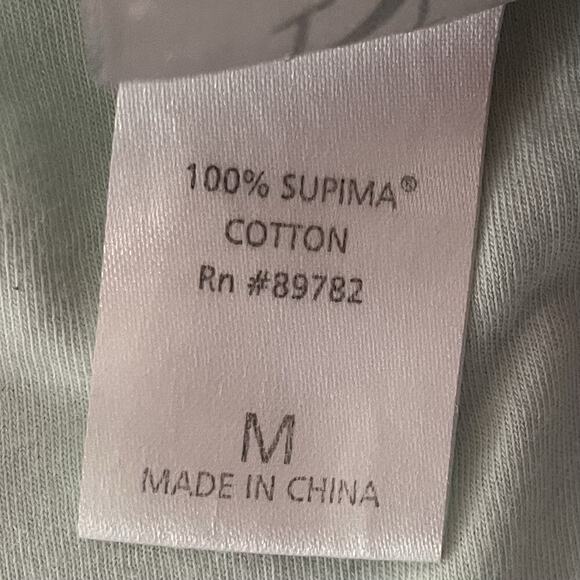 100% SUPIMA®
COTTON
Rn #89782
M
MADE IN CHINA